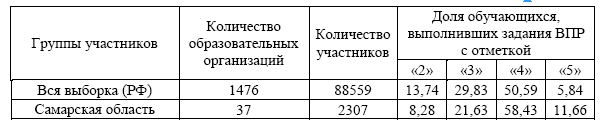 Группы участников Количество образовательных организаций Количество участников Доля обучающихся, выполнивших задания ВПР с отметкой
«2» «3» «4» «5»
Вся выборка (РФ) 1476 88559 13,74 29,83 50,59 5,84
Самарская область 37 2307 8,28 21,63 58,43 11,66